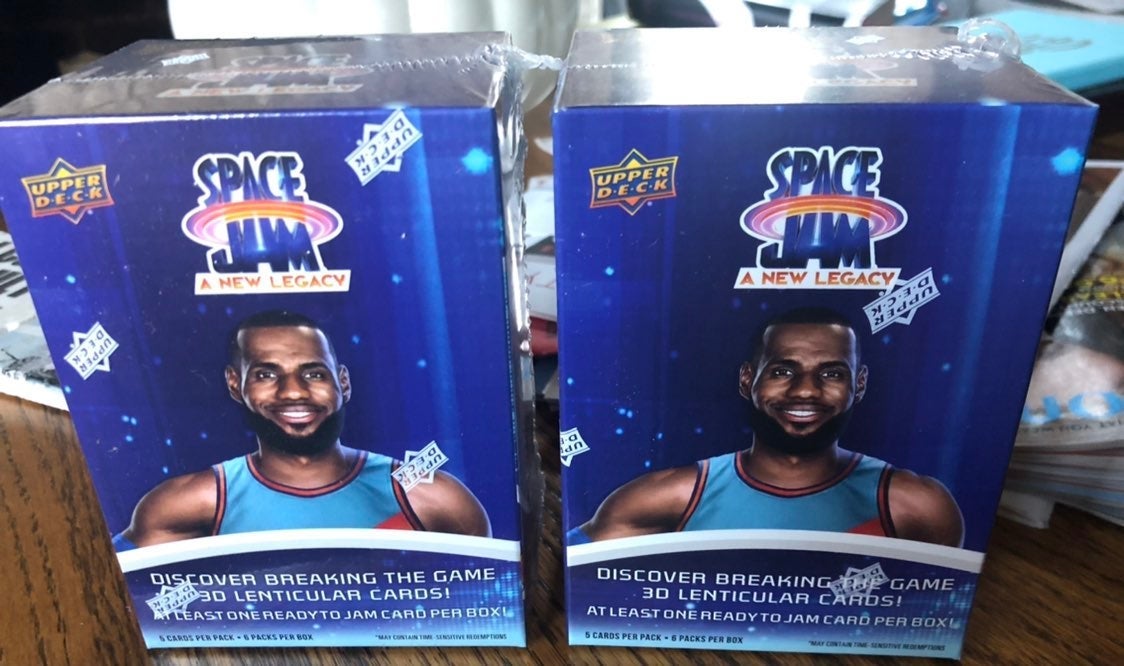 UPPER
D·E·C·K
SPACE
JAM
A NEW LEGACY
UPPER
DECK
UPPER
DECK
UPPER
DECK
DISCOVER BREAKING THE GAME
3D LENTICULAR CARDS!
AT LEAST ONE READY TO JAM CARD PER BOX!
UPPER
DECK
5 CARDS PER PACK • 6 PACKS PER BOX
*MAY CONTAIN TIME-SENSITIVE REDEMPTIONS
UPPER
D·E·C·K
SPACE
JAM
A NEW LEGACY
UPPER
D·E·C·K
DISCOVER BREAKING THE GAME
3D LENTICULAR CARDS!
AT LEAST ONE READY TO JAM CARD PER BOX!
5 CARDS PER PACK • 6 PACKS PER BOX
*MAY CONTAIN TIME-SENSITIVE REDEMPTIONS